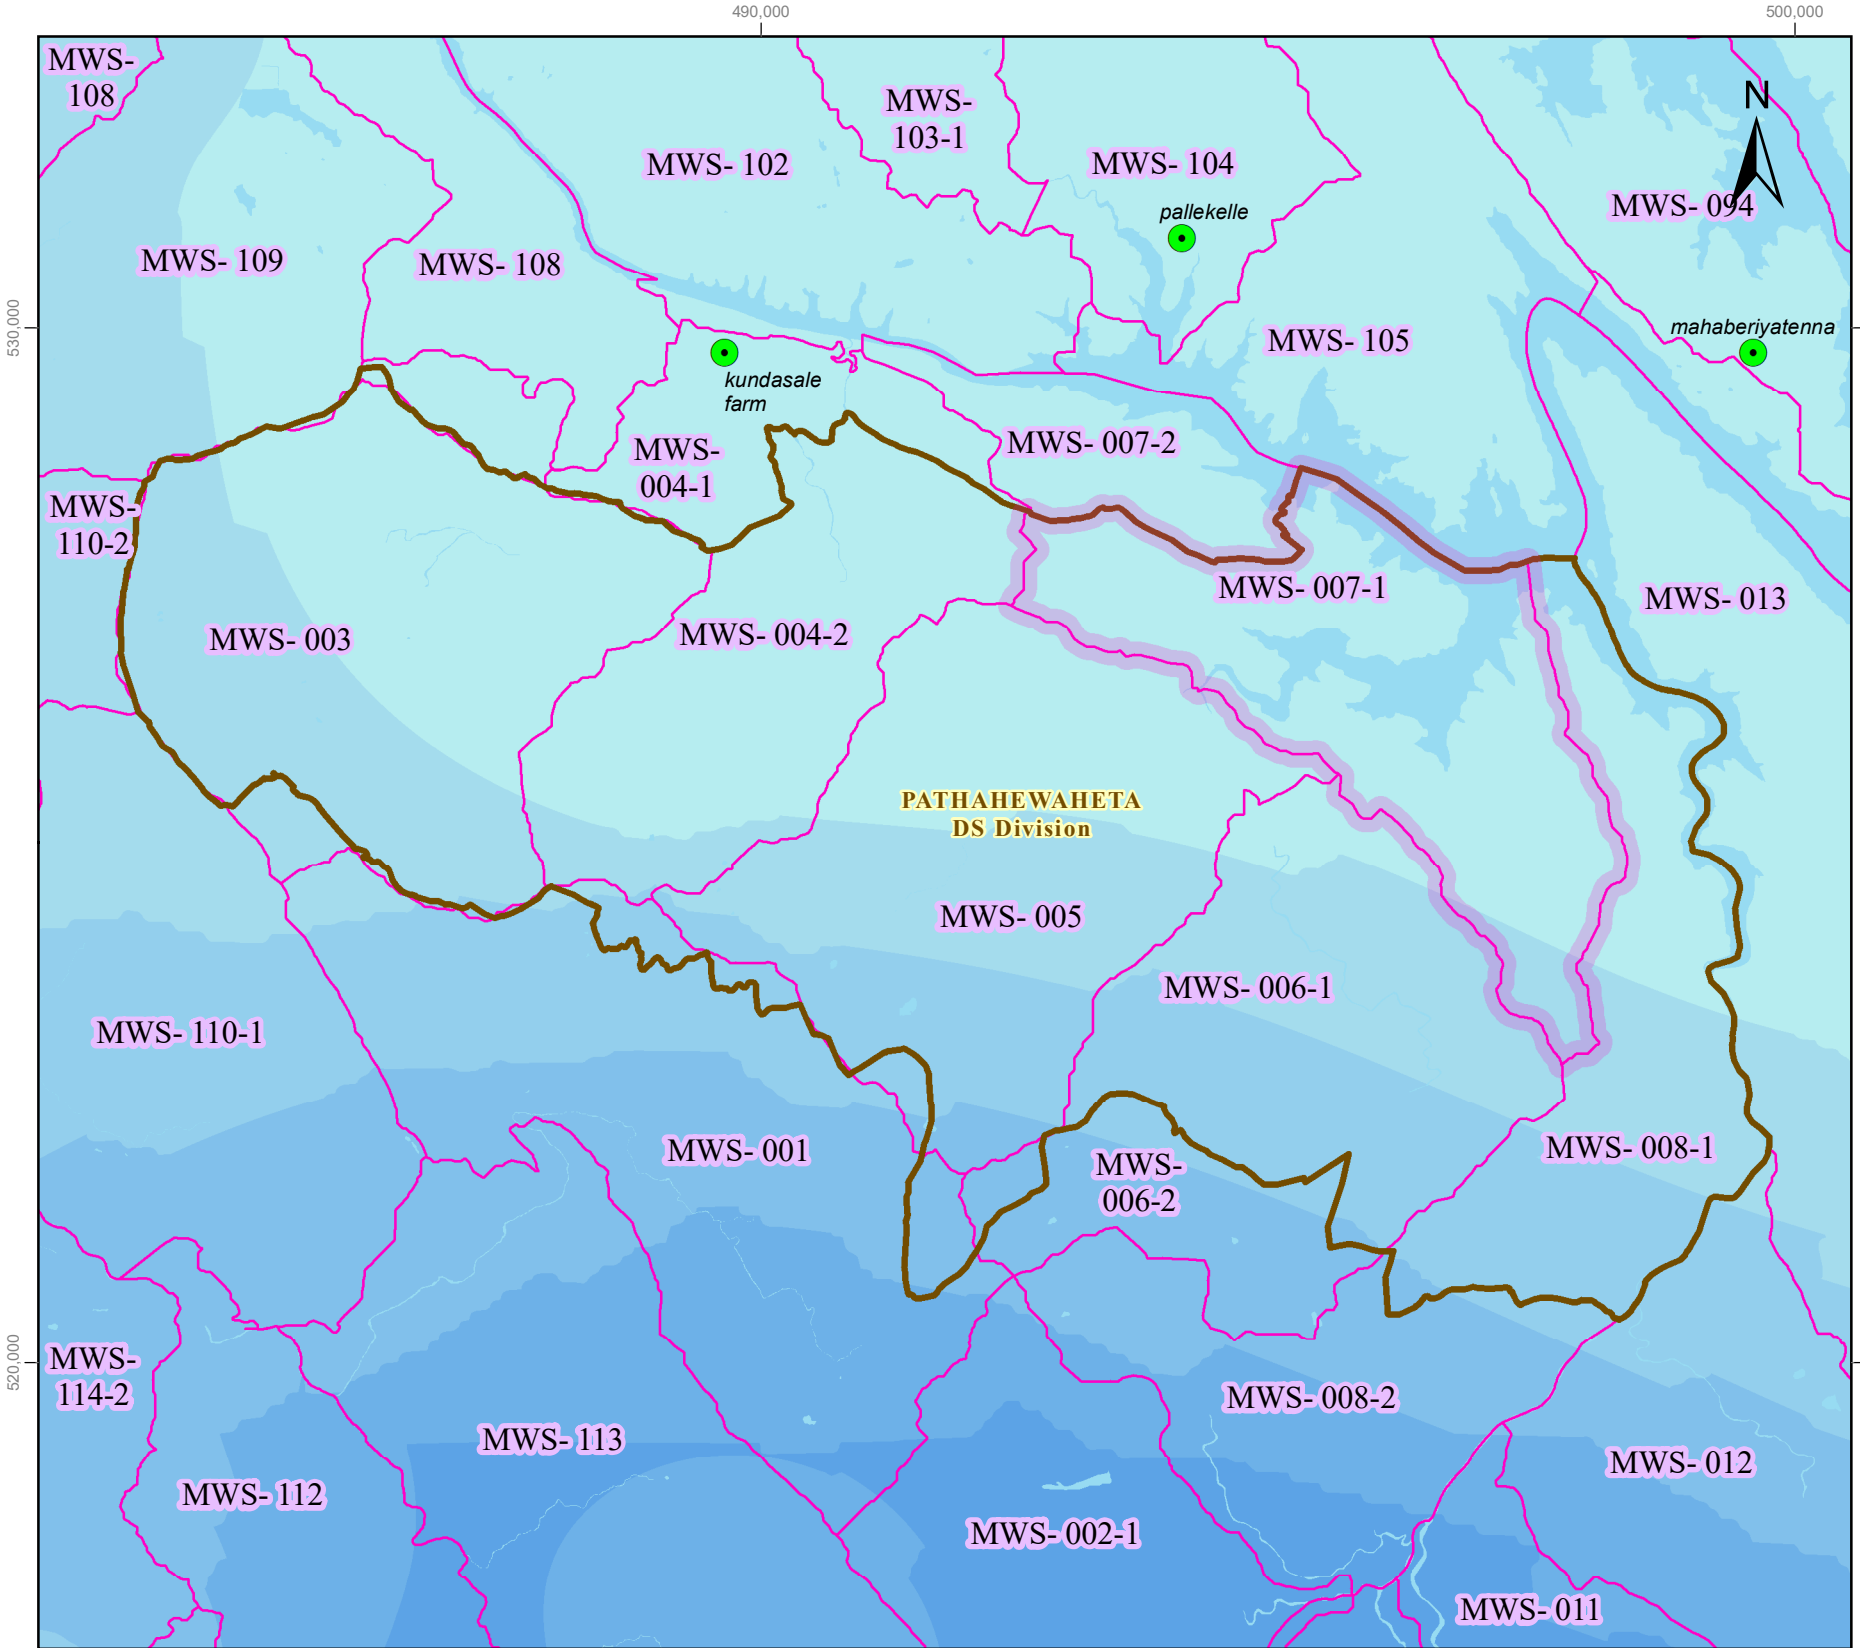 490,000
500,000
MWS-
108
MWS-
103-1
N
MWS- 102
MWS- 104
MWS- 094
pallekelle
MWS- 109
MWS- 108
530,000
mahaberiyatenna
MWS- 105
kundasale
farm
MWS-
004-1
MWS- 007-2
MWS-
110-2
MWS- 007-1
MWS- 013
MWS- 003
MWS- 004-2
PATHAHEWAHETA
DS Division
MWS- 005
MWS- 006-1
MWS- 110-1
MWS- 001
MWS-
006-2
MWS- 008-1
520,000
MWS-
114-2
MWS- 008-2
MWS- 113
MWS- 012
MWS- 112
MWS- 002-1
MWS- 011